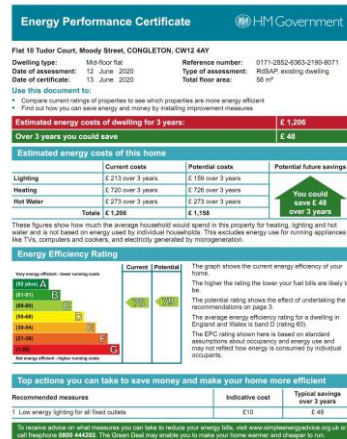 Energy Performance Certificate
HM Government
Flat 10 Tudor Court, Moody Street, CONGLETON, CW12 4AY
Dwelling type: Mid-floor flat
Reference number: 0171-2852-6363-2190-8071
Date of assessment: 12 June 2020
Type of assessment: RdSAP, existing dwelling
Date of certificate: 13 June 2020
Total floor area: 58 m²
Use this document to:
• Compare current ratings of properties to see which properties are more energy efficient
• Find out how you can save energy and money by installing improvement measures
Estimated energy costs of dwelling for 3 years: £ 1,206
Over 3 years you could save £ 48
Estimated energy costs of this home
Current costs Potential costs Potential future savings
Lighting £ 213 over 3 years £ 159 over 3 years
Heating £ 720 over 3 years £ 726 over 3 years
Hot Water £ 273 over 3 years £ 273 over 3 years
Totals £ 1,206 £ 1,158
You could
save £ 48
over 3 years
These figures show how much the average household would spend in this property for heating, lighting and hot
water and is not based on energy used by individual households. This excludes energy use for running appliances
like TVs, computers and cookers, and electricity generated by microgeneration.
Energy Efficiency Rating
Current Potential
Very energy efficient - lower running costs
(92 plus) A
(81-91) B
(69-80) C
(55-68) D
(39-54) E
(21-38) F
(1-20) G
Not energy efficient - higher running costs
78 79
The graph shows the current energy efficiency of your
home.
The higher the rating the lower your fuel bills are likely t
be.
The potential rating shows the effect of undertaking the
recommendations on page 3.
The average energy efficiency rating for a dwelling in
England and Wales is band D (rating 60).
The EPC rating shown here is based on standard
assumptions about occupancy and energy use and
may not reflect how energy is consumed by individual
occupants.
Top actions you can take to save money and make your home more efficient
Recommended measures Indicative cost Typical savings
over 3 years
1 Low energy lighting for all fixed outlets £10 £ 48
To receive advice on what measures you can take to reduce your energy bills, visit www.simpleenergyadvice.org.uk or
call freephone 0800 444202. The Green Deal may enable you to make your home warmer and cheaper to run.